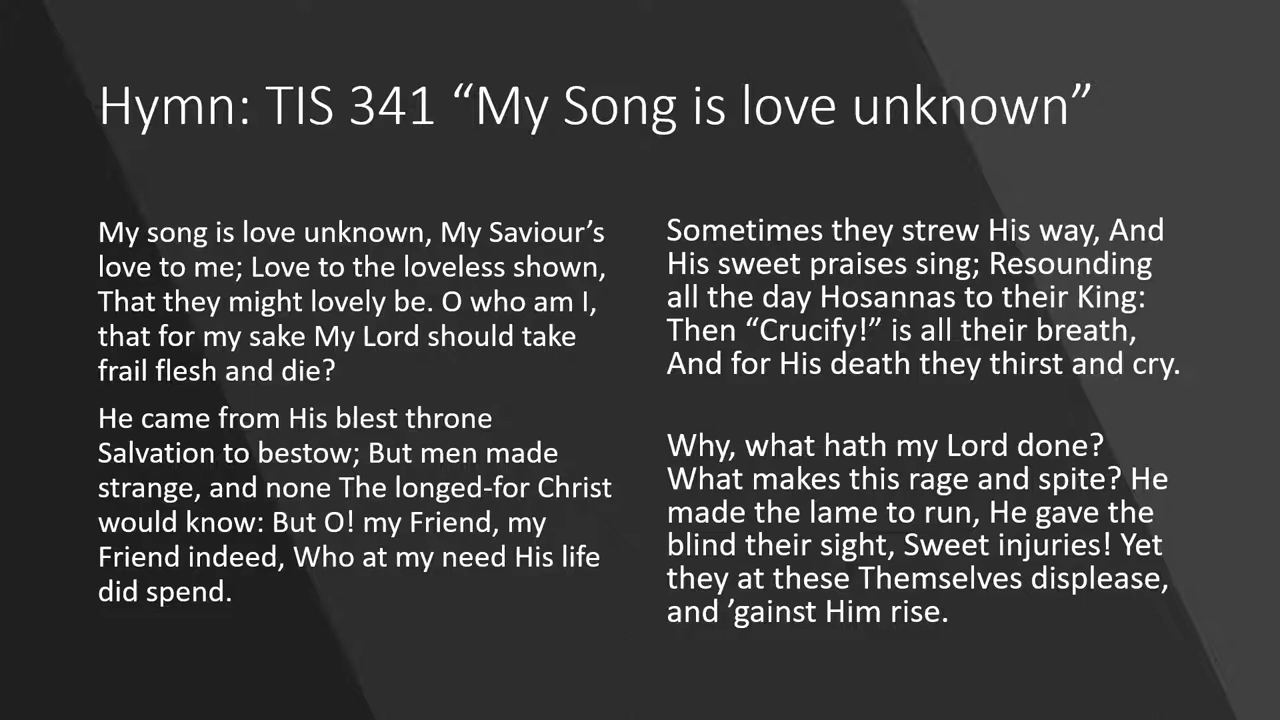 Hymn: TIS 341 “My Song is love unknown”
My song is love unknown, My Saviour’s
love to me; Love to the loveless shown,
That they might lovely be. O who am I,
that for my sake My Lord should take
frail flesh and die?
He came from His blest throne
Salvation to bestow; But men made
strange, and none The longed-for Christ
would know: But O! my Friend, my
Friend indeed, Who at my need His life
did spend.
Sometimes they strew His way, And
His sweet praises sing; Resounding
all the day Hosannas to their King:
Then “Crucify!” is all their breath,
And for His death they thirst and cry.
Why, what hath my Lord done?
What makes this rage and spite? He
made the lame to run, He gave the
blind their sight, Sweet injuries! Yet
they at these Themselves displease,
and ’gainst Him rise.